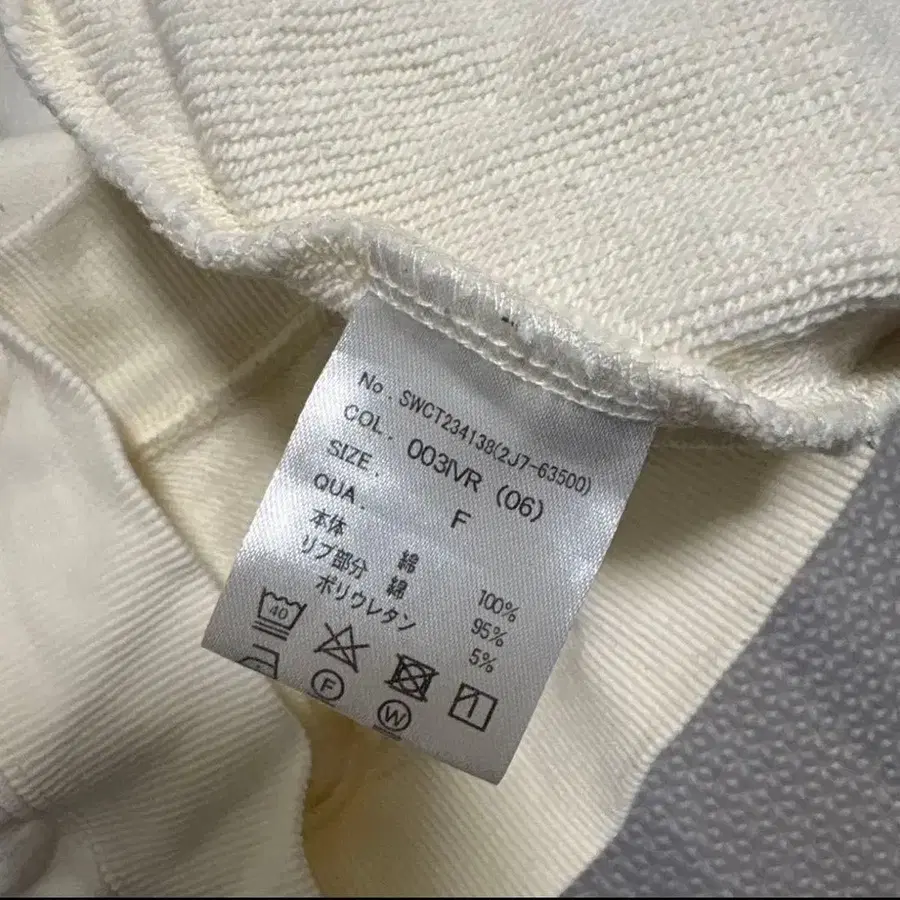 No. SWCT234138(2J7-63500)
COL. 003IVR (06)
SIZE. F
QUA.
本体 綿 100%
リブ部分 綿 95%
ポリウレタン 5%
40
F
W